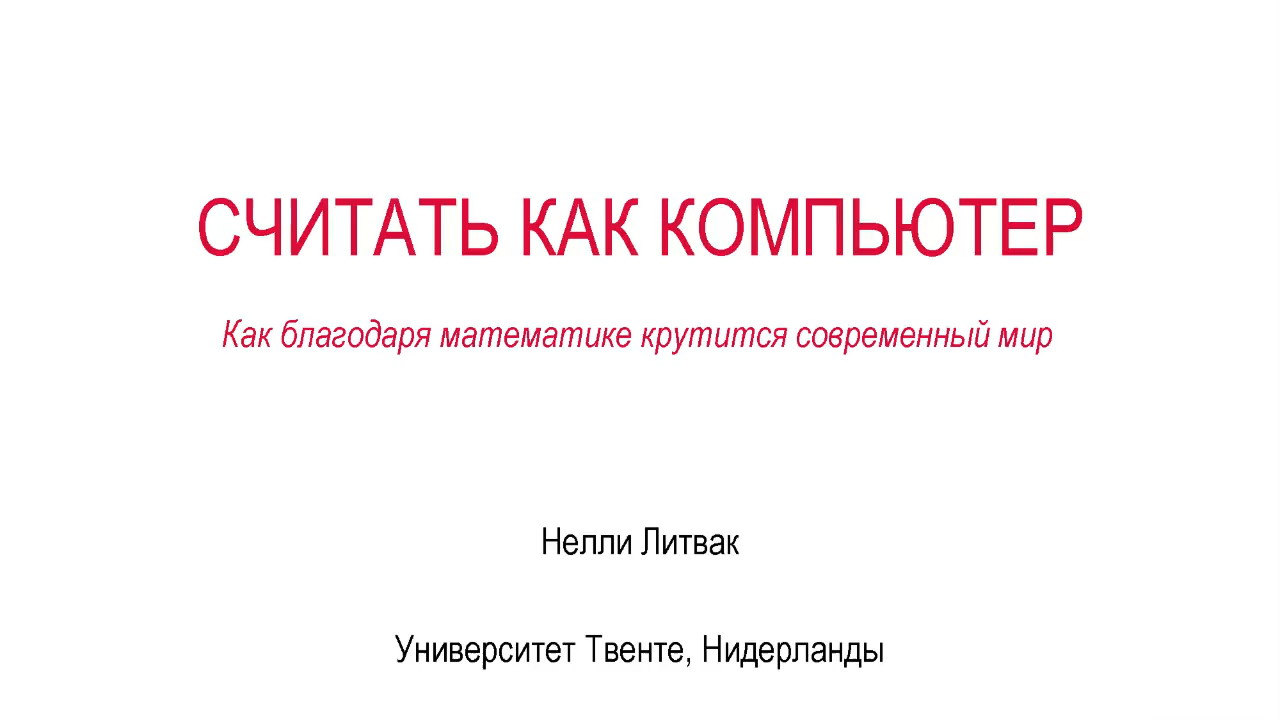 СЧИТАТЬ КАК КОМПЬЮТЕР
Как благодаря математике крутится современный мир
Нелли Литвак
Университет Твенте, Нидерланды